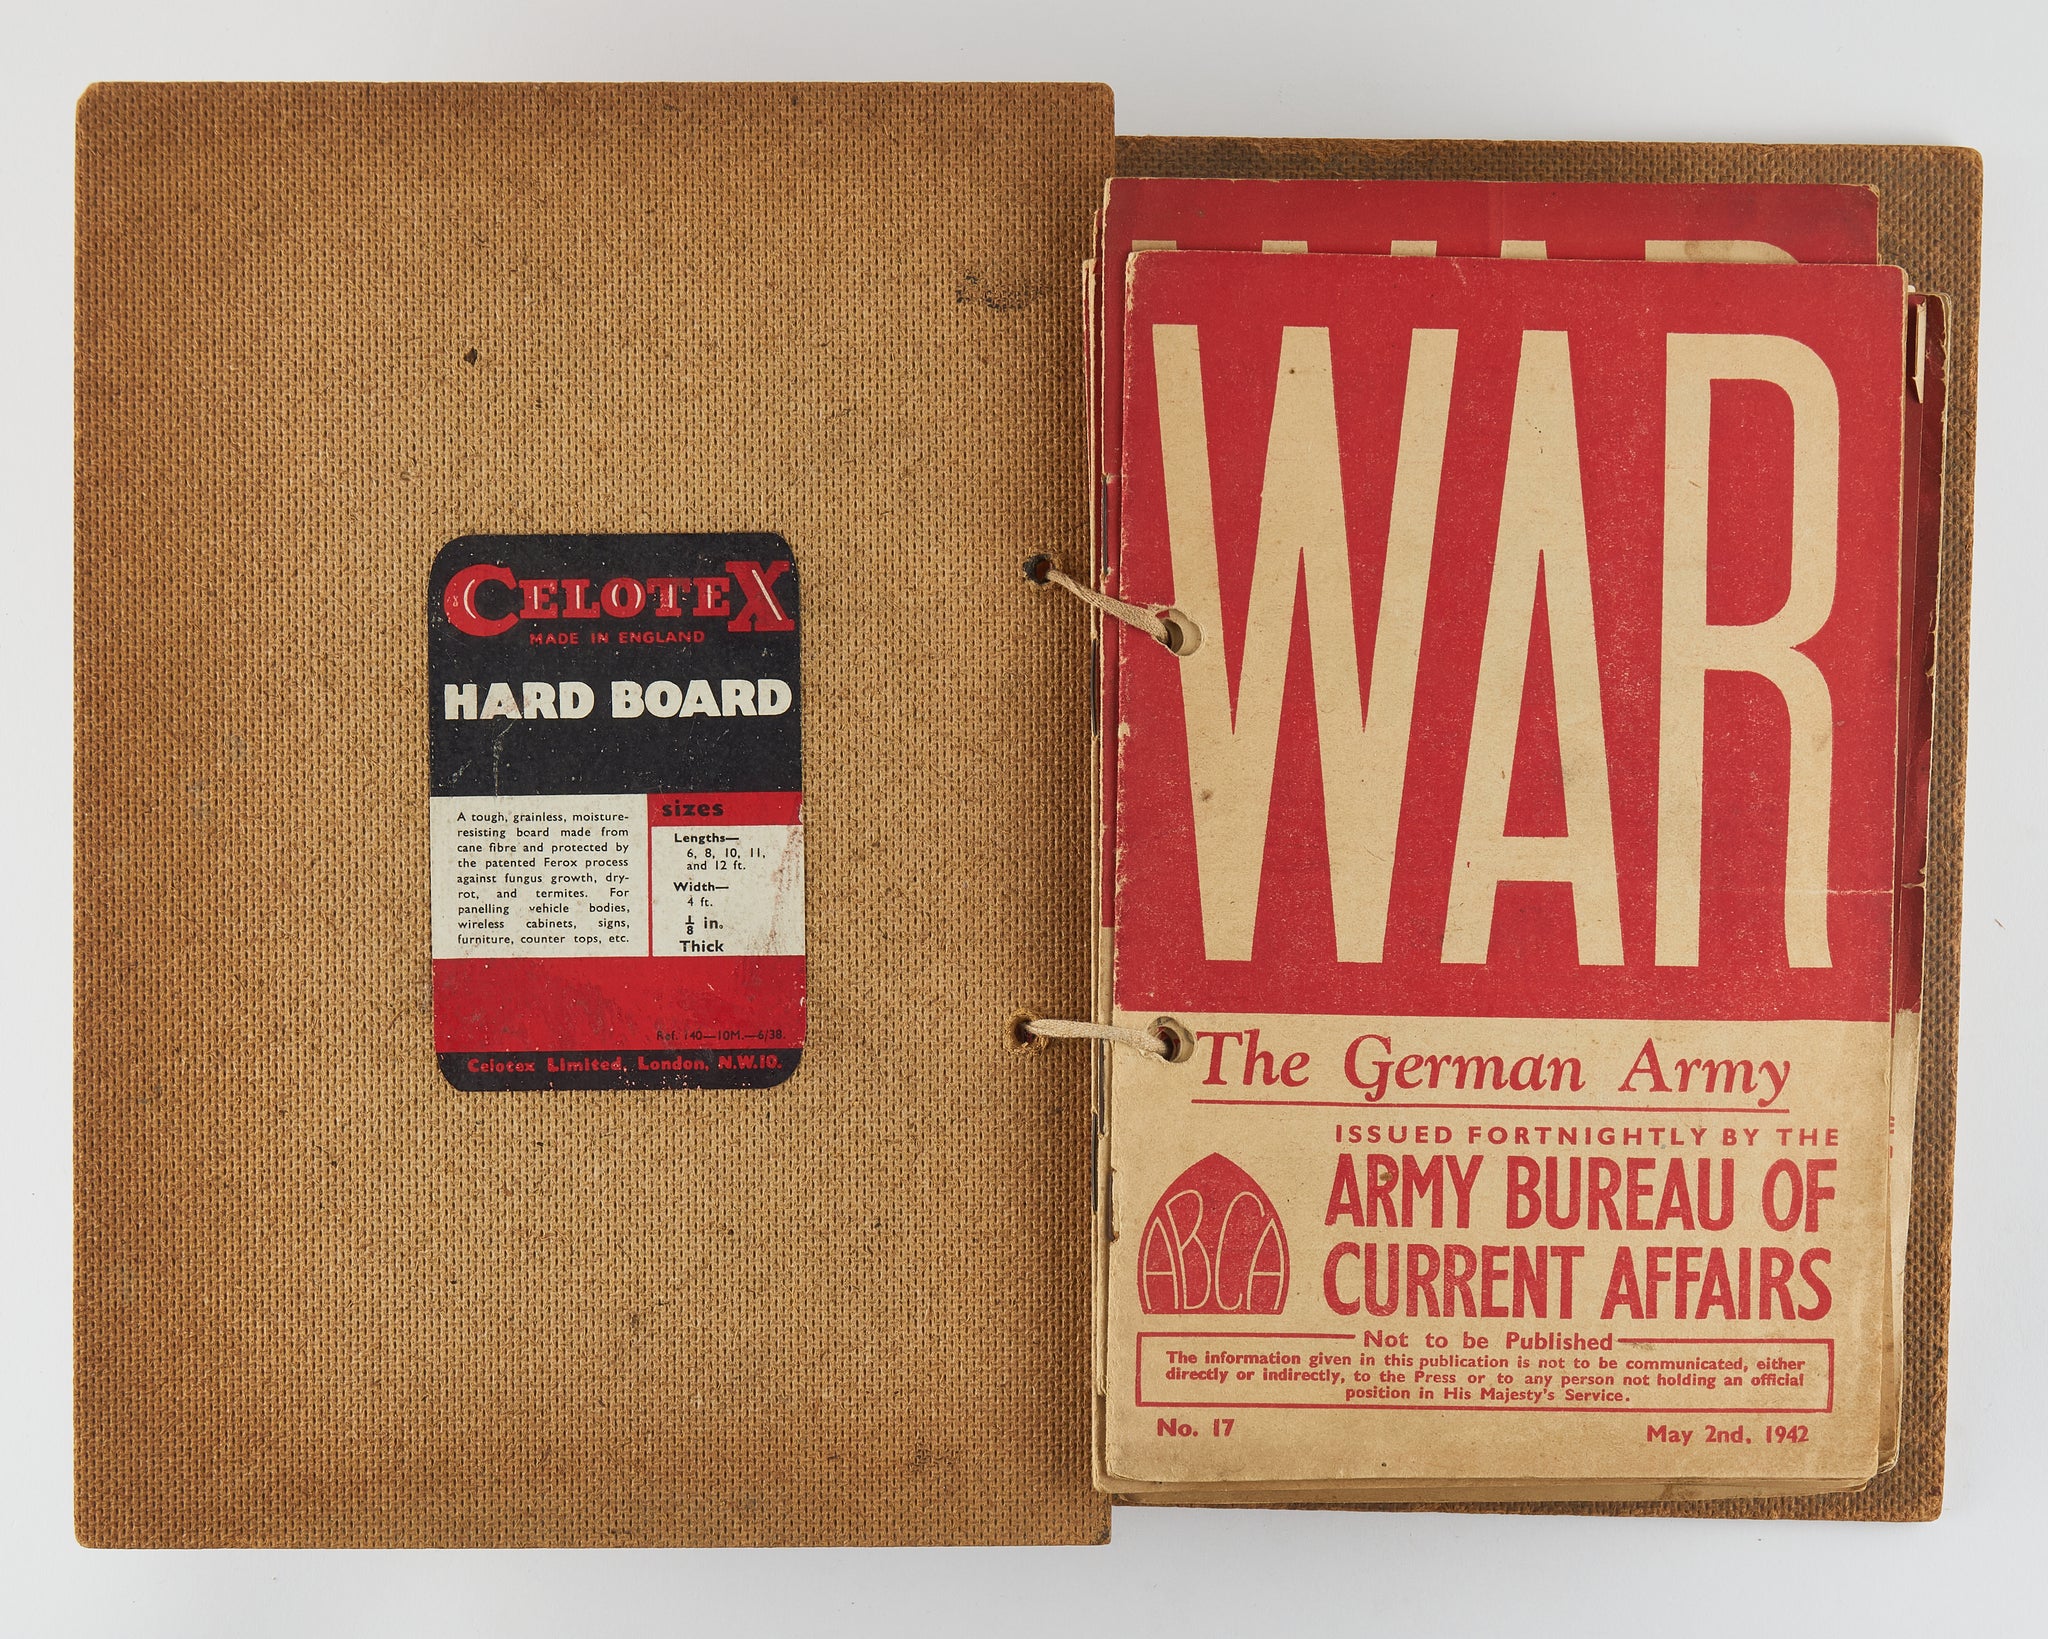 CELOTEX
MADE IN ENGLAND
HARD BOARD
A tough, grainless, moisture-
resisting board made from
cane fibre and protected by
the patented Ferox process
against fungus growth, dry-
rot, and termites. For
panelling vehicle bodies,
wireless cabinets, signs,
furniture, counter tops, etc.
sizes
Lengths—
6, 8, 10, 11,
and 12 ft.
Width—
4 ft.
1/8 in.
Thick
Ref. 140—10M.—6/38.
Celotex Limited, London, N.W.10.
WAR
WAR
The German Army
ISSUED FORTNIGHTLY BY THE
ARMY BUREAU OF
CURRENT AFFAIRS
ABCA
Not to be Published
The information given in this publication is not to be communicated, either
directly or indirectly, to the Press or to any person not holding an official
position in His Majesty's Service.
No. 17
May 2nd, 1942